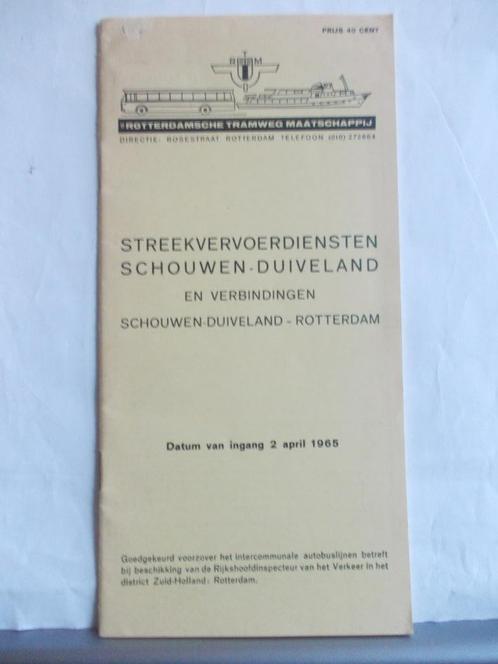 PRIJS 40 CENT
RTM
ROTTERDAMSCHE TRAMWEG MAATSCHAPPIJ
DIRECTIE: ROSESTRAAT ROTTERDAM TELEFOON (010) 272864
STREEKVERVOERDIENSTEN
SCHOUWEN-DUIVELAND
EN VERBINDINGEN
SCHOUWEN-DUIVELAND - ROTTERDAM
Datum van ingang 2 april 1965
Goedgekeurd voorzover het intercommunale autobuslijnen betreft
bij beschikking van de Rijkshoofdinspecteur van het Verkeer in het
district Zuid-Holland: Rotterdam.